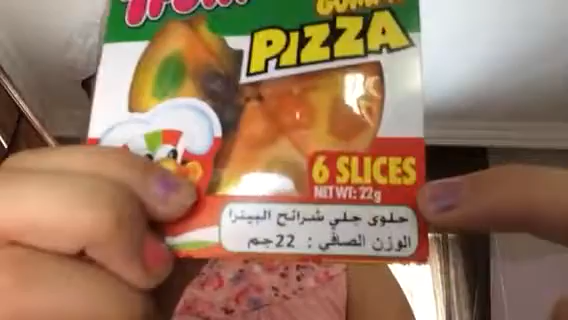 PIZZA
6 SLICES
NET WT: 22g
حلوى جلي شرائح البيتزا
الوزن الصافي : 22جم